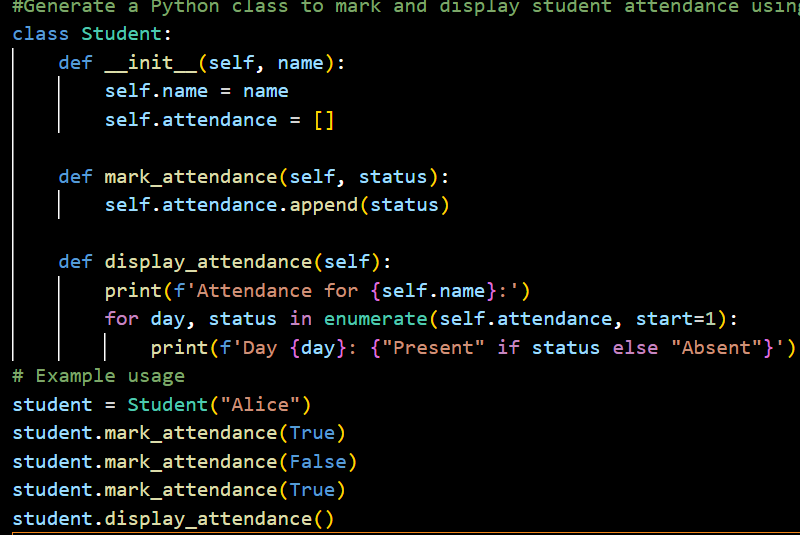 #Generate a Python class to mark and display student attendance using
class Student:
    def __init__(self, name):
        self.name = name
        self.attendance = []
    def mark_attendance(self, status):
        self.attendance.append(status)
    def display_attendance(self):
        print(f'Attendance for {self.name}:')
        for day, status in enumerate(self.attendance, start=1):
            print(f'Day {day}: {"Present" if status else "Absent"}')
# Example usage
student = Student("Alice")
student.mark_attendance(True)
student.mark_attendance(False)
student.mark_attendance(True)
student.display_attendance()